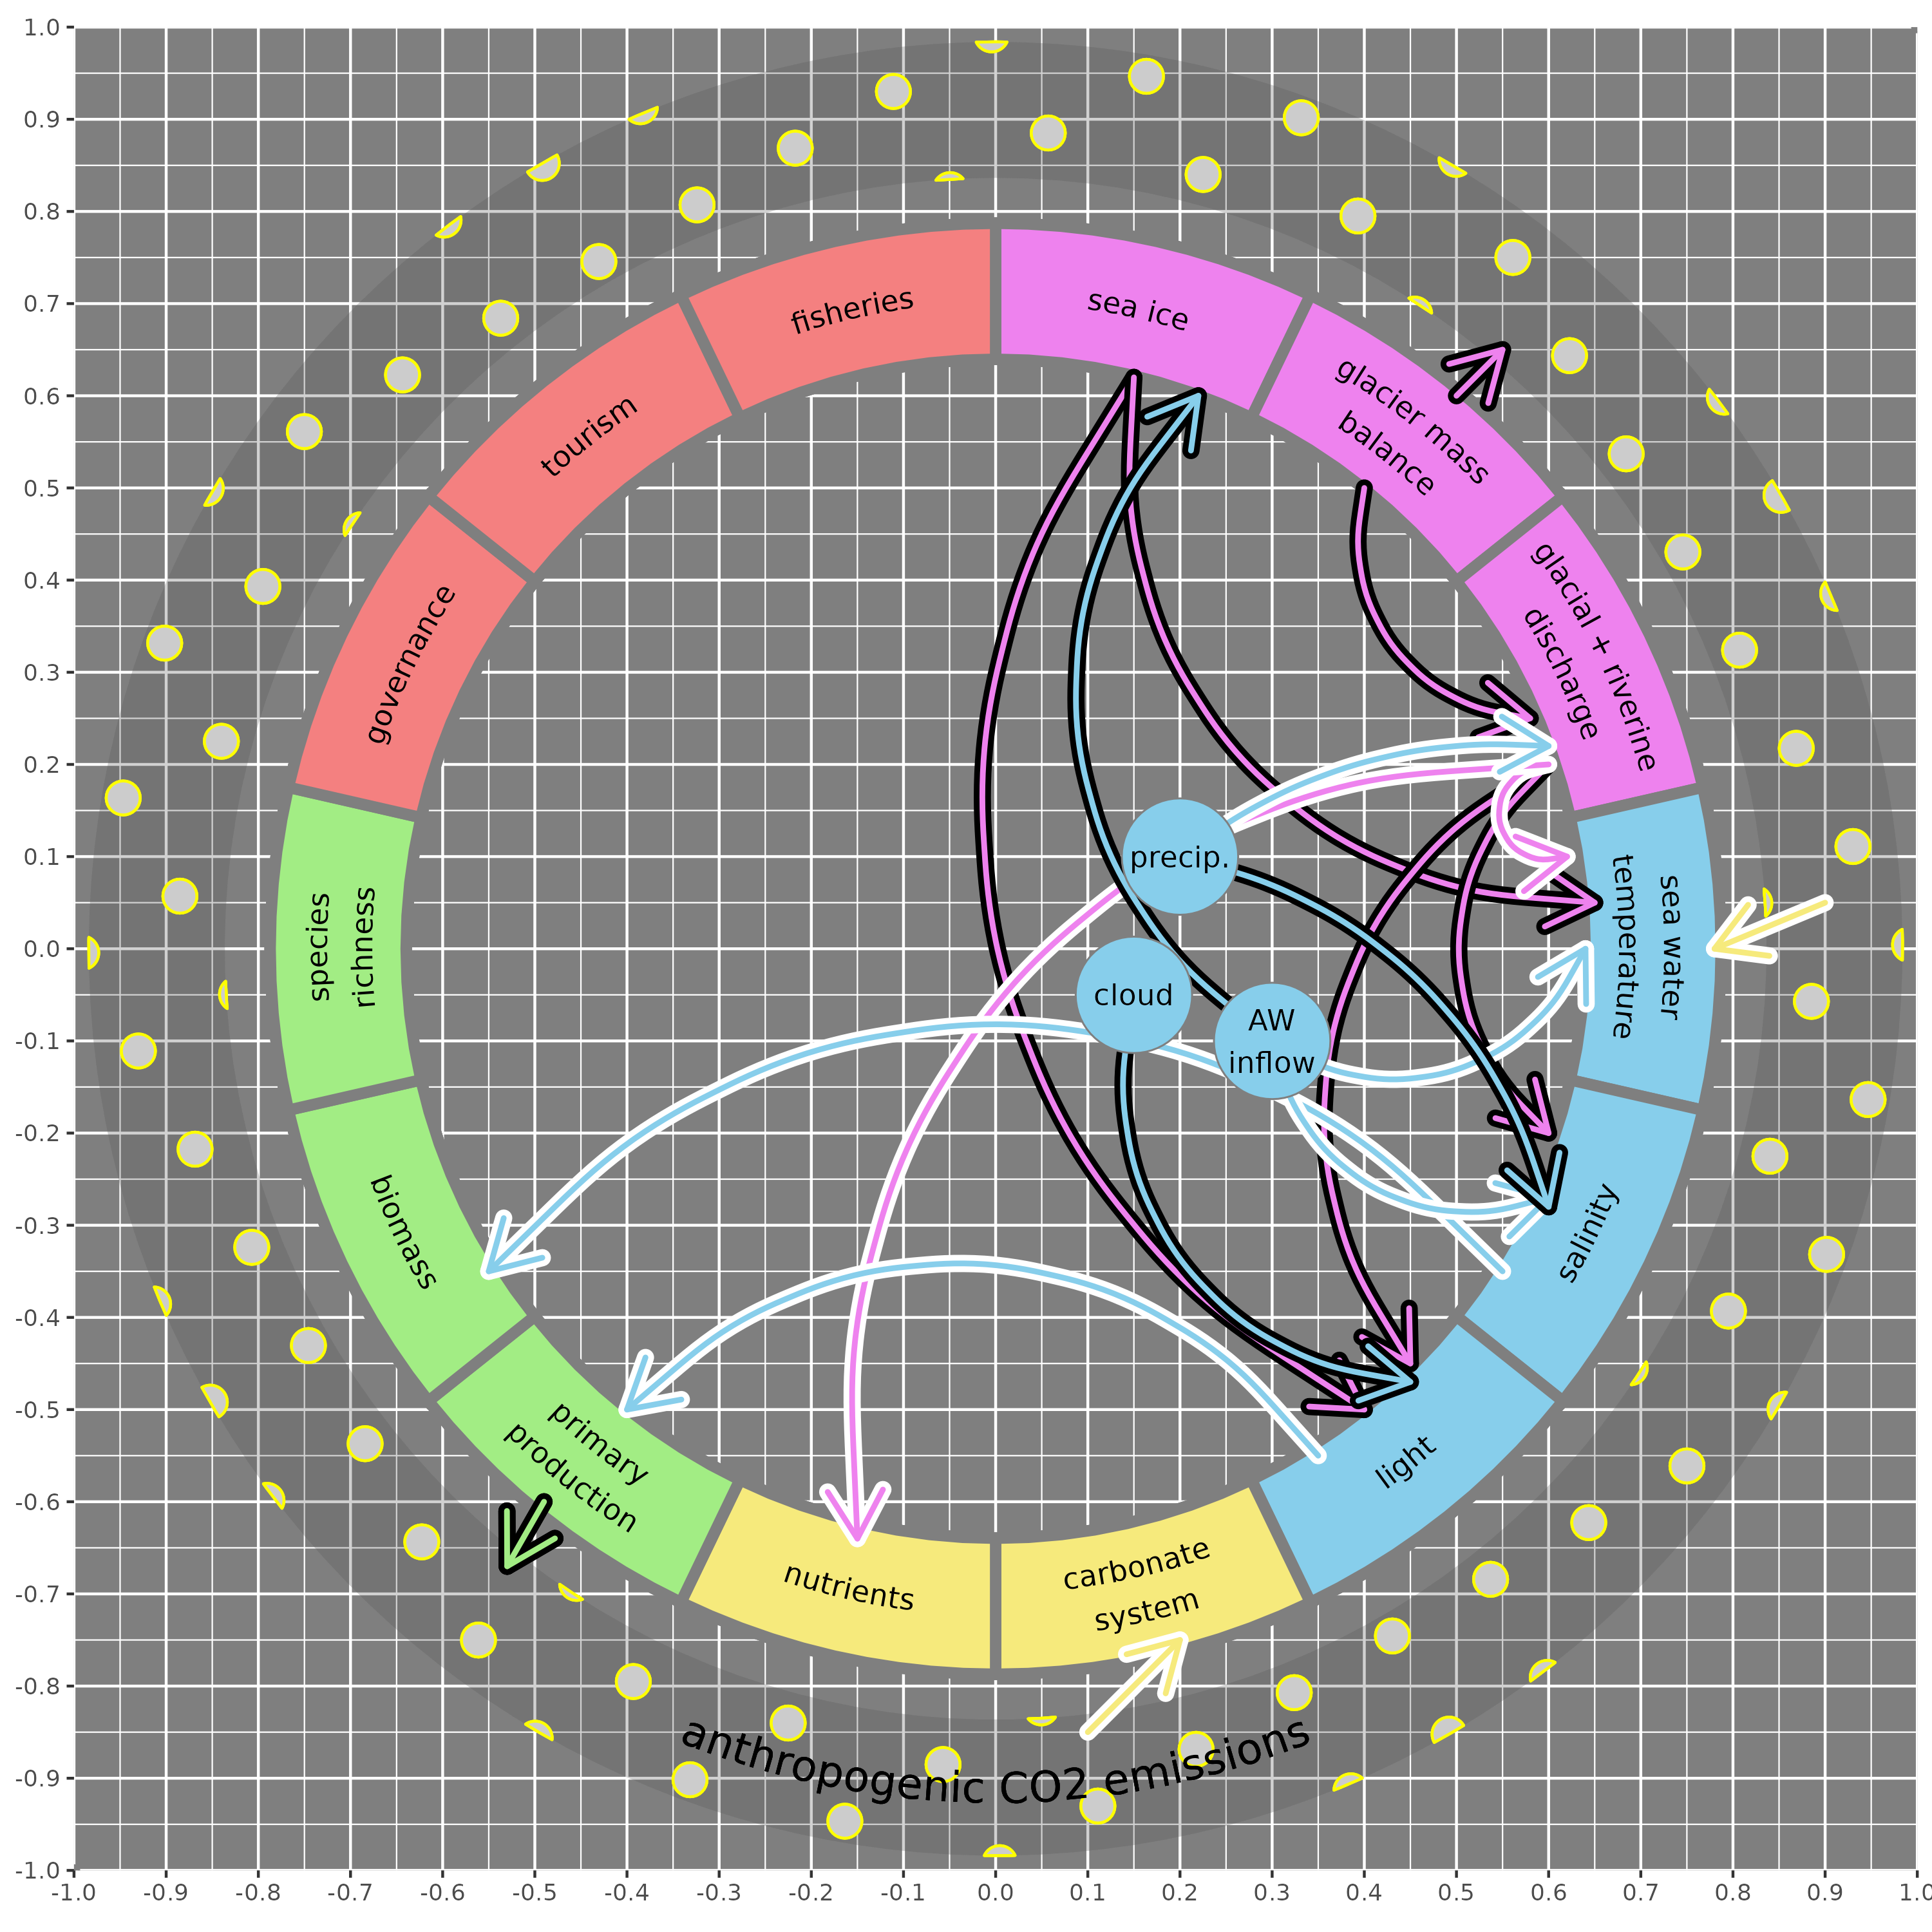 1.0
0.9
0.8
0.7
0.6
0.5
0.4
0.3
0.2
0.1
0.0
-0.1
-0.2
-0.3
-0.4
-0.5
-0.6
-0.7
-0.8
-0.9
-1.0
fisheries
sea ice
tourism
glacier mass
balance
governance
glacial + riverine
discharge
species
richness
sea water
temperature
precip.
cloud
AW
inflow
biomass
salinity
primary
production
light
nutrients
carbonate
system
anthropogenic CO2 emissions
-1.0 -0.9 -0.8 -0.7 -0.6 -0.5 -0.4 -0.3 -0.2 -0.1 0.0 0.1 0.2 0.3 0.4 0.5 0.6 0.7 0.8 0.9 1.0